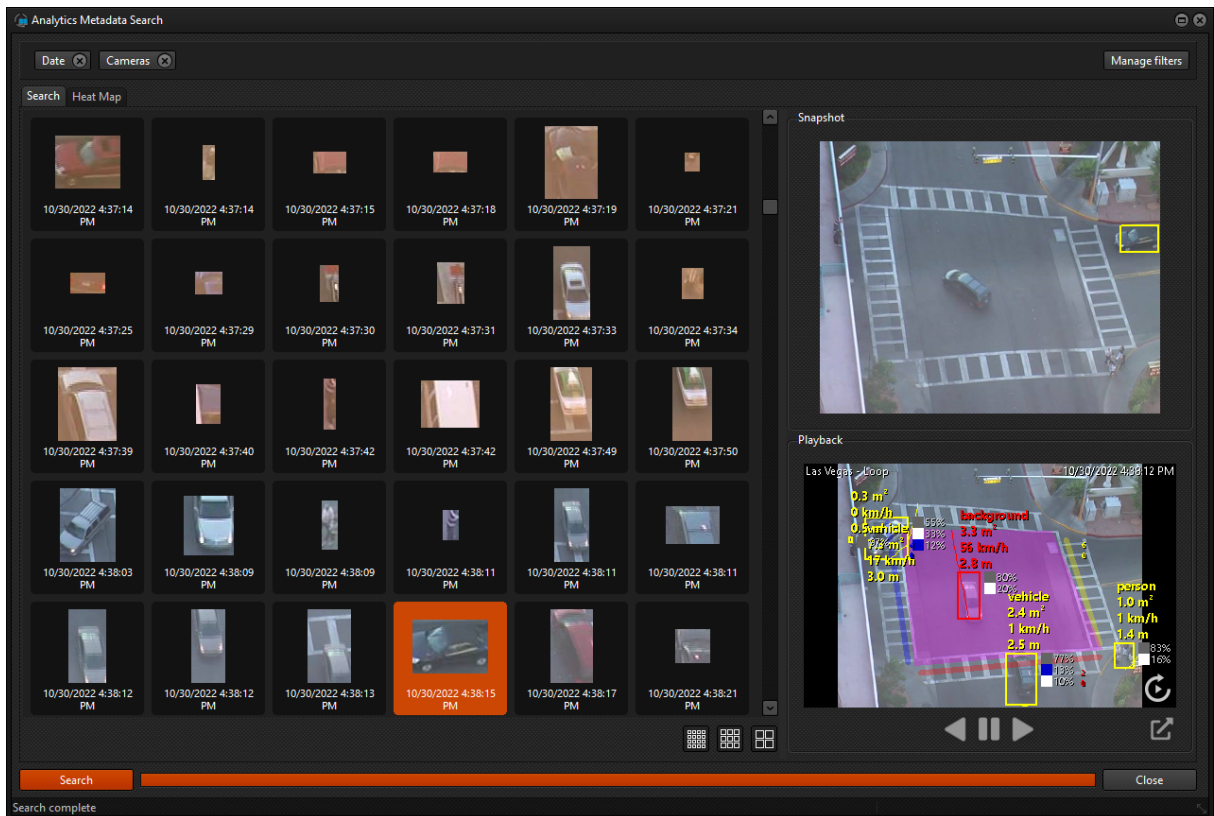 Analytics Metadata Search
Date
Cameras
Manage filters
Search
Heat Map
10/30/2022 4:37:14
PM
10/30/2022 4:37:14
PM
10/30/2022 4:37:15
PM
10/30/2022 4:37:18
PM
10/30/2022 4:37:19
PM
10/30/2022 4:37:21
PM
10/30/2022 4:37:25
PM
10/30/2022 4:37:29
PM
10/30/2022 4:37:30
PM
10/30/2022 4:37:31
PM
10/30/2022 4:37:33
PM
10/30/2022 4:37:34
PM
10/30/2022 4:37:39
PM
10/30/2022 4:37:40
PM
10/30/2022 4:37:42
PM
10/30/2022 4:37:42
PM
10/30/2022 4:37:49
PM
10/30/2022 4:37:50
PM
10/30/2022 4:38:03
PM
10/30/2022 4:38:09
PM
10/30/2022 4:38:09
PM
10/30/2022 4:38:11
PM
10/30/2022 4:38:11
PM
10/30/2022 4:38:11
PM
10/30/2022 4:38:12
PM
10/30/2022 4:38:12
PM
10/30/2022 4:38:13
PM
10/30/2022 4:38:15
PM
10/30/2022 4:38:17
PM
10/30/2022 4:38:21
PM
Snapshot
Playback
Las Vegas - Loop
10/30/2022 4:38:12 PM
0.3 m²
0 km/h
vehicle
17 km/h
3.0 m
55%
33%
12%
background
3.3 m²
56 km/h
2.8 m
80%
20%
vehicle
2.4 m²
1 km/h
2.5 m
77%
13%
10%
person
1.0 m²
1 km/h
1.4 m
83%
16%
Search
Close
Search complete